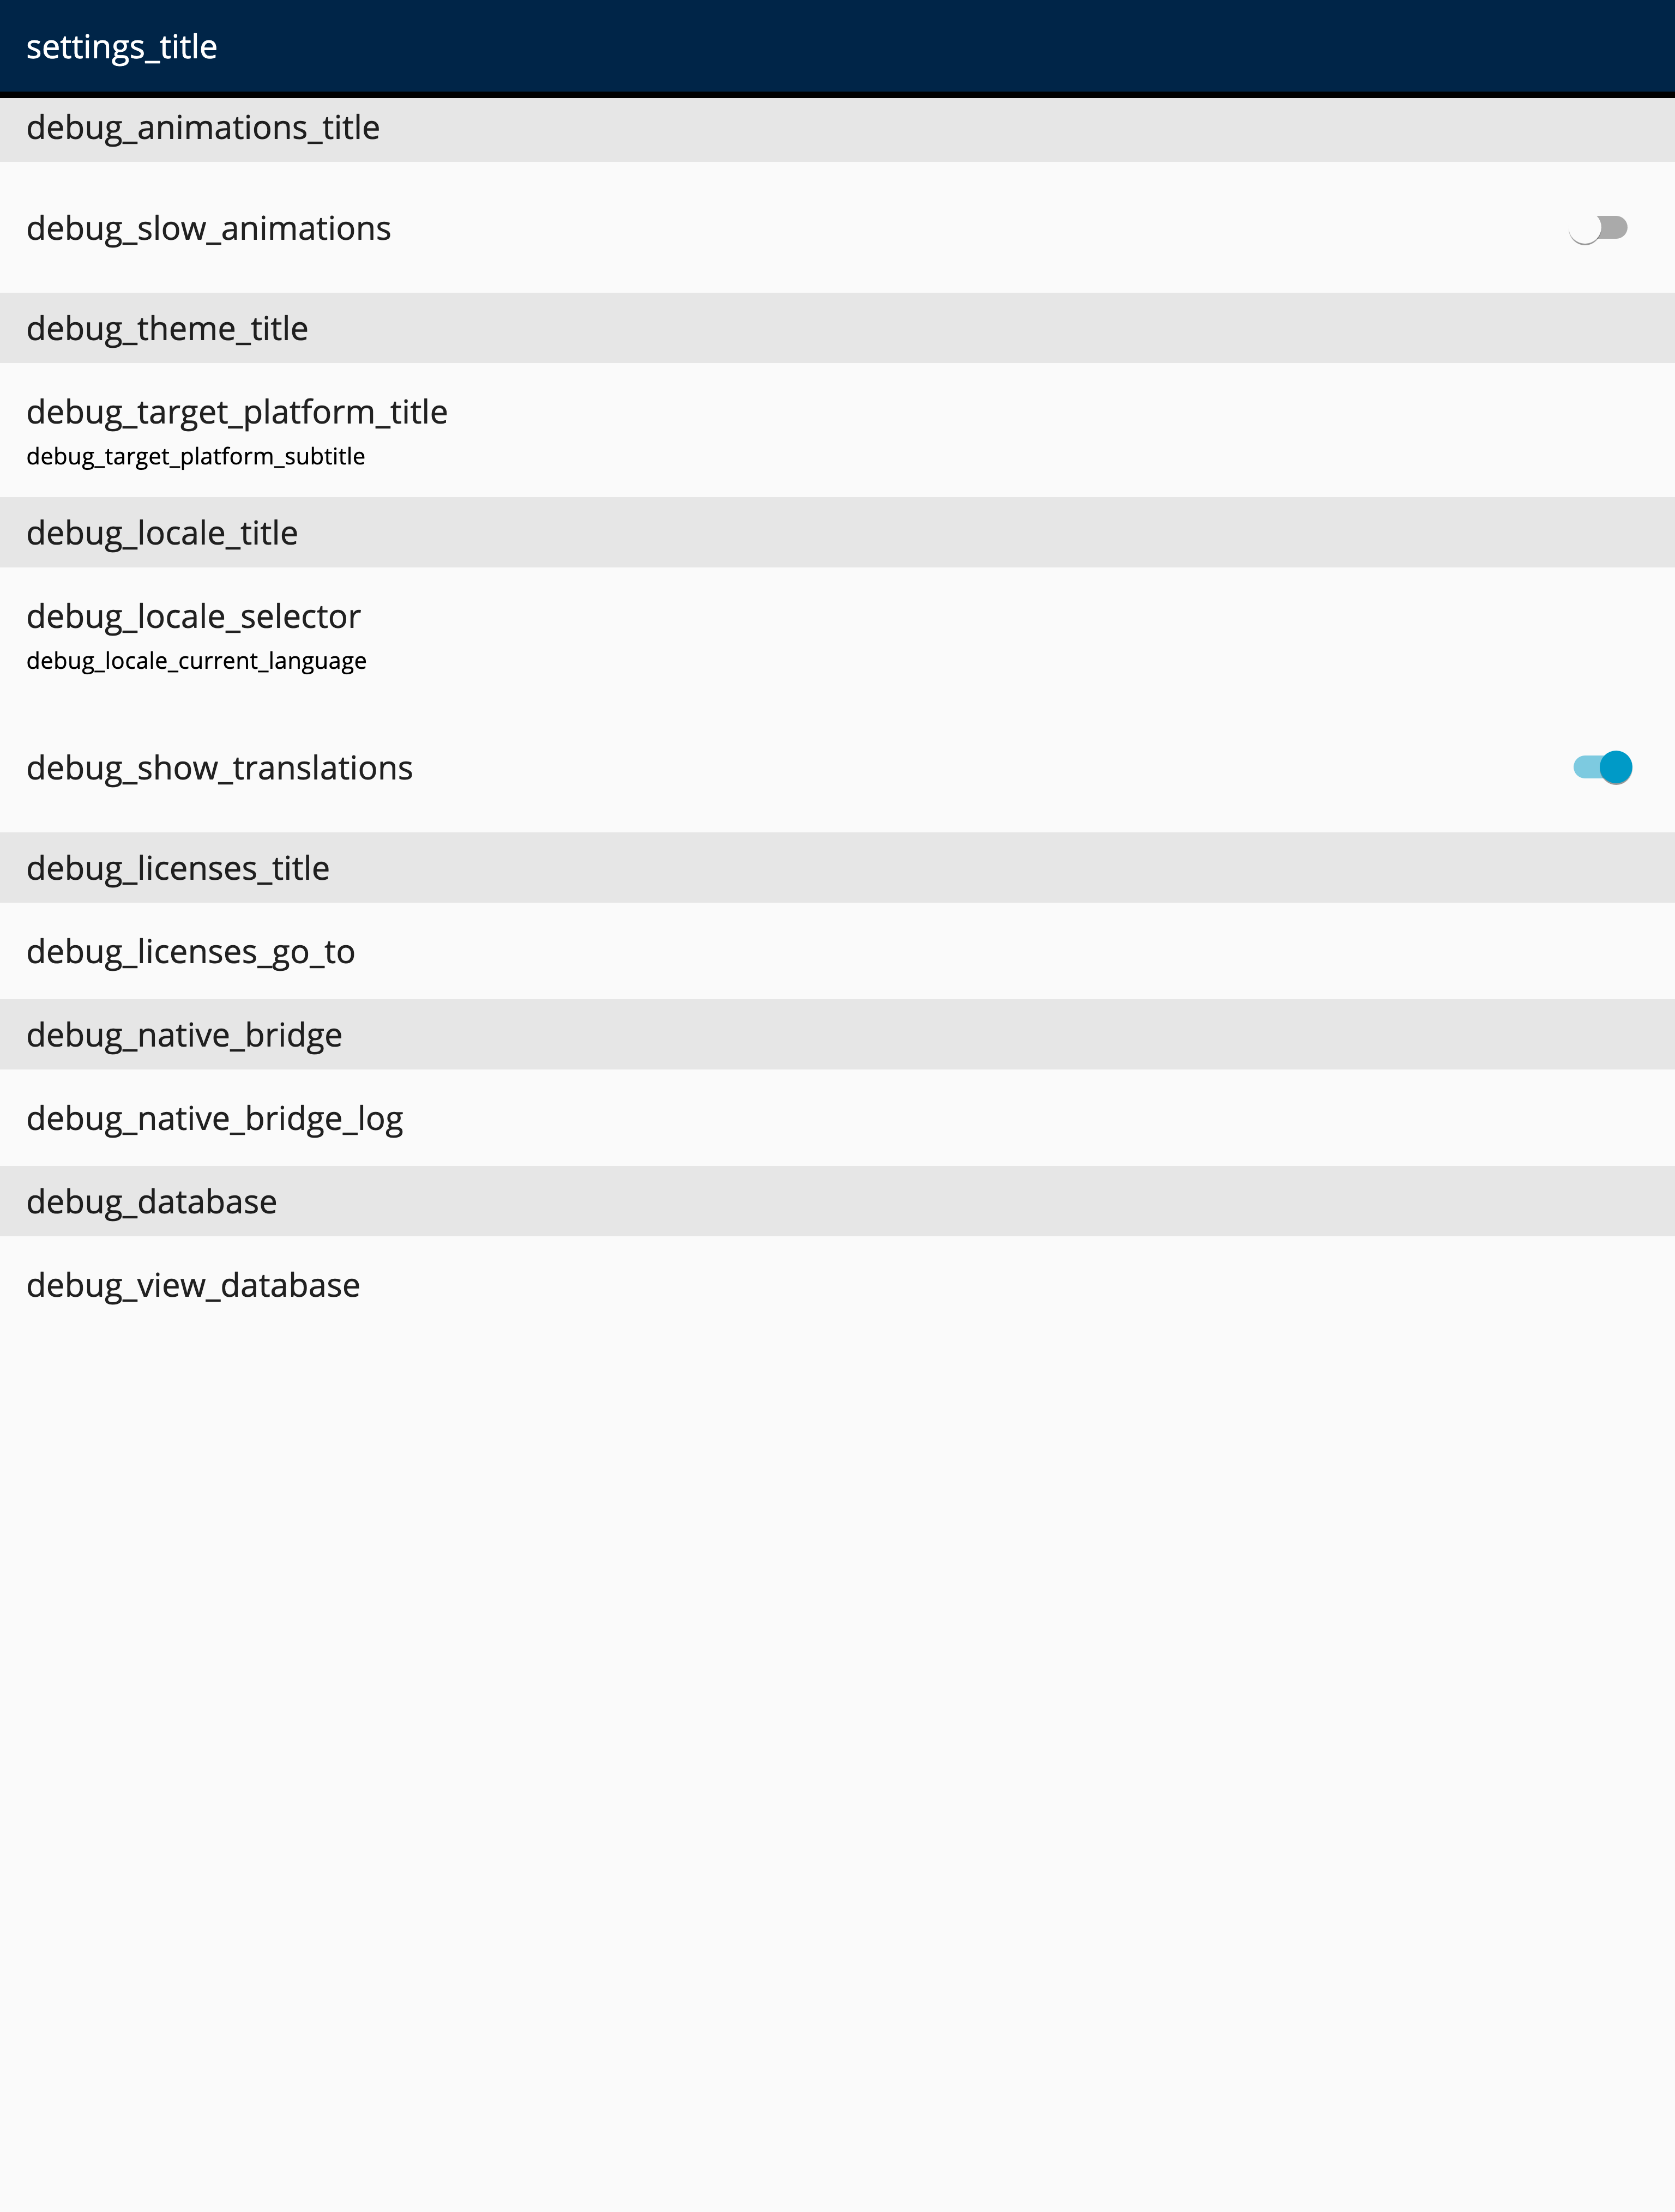 settings_title
debug_animations_title
debug_slow_animations
debug_theme_title
debug_target_platform_title
debug_target_platform_subtitle
debug_locale_title
debug_locale_selector
debug_locale_current_language
debug_show_translations
debug_licenses_title
debug_licenses_go_to
debug_native_bridge
debug_native_bridge_log
debug_database
debug_view_database